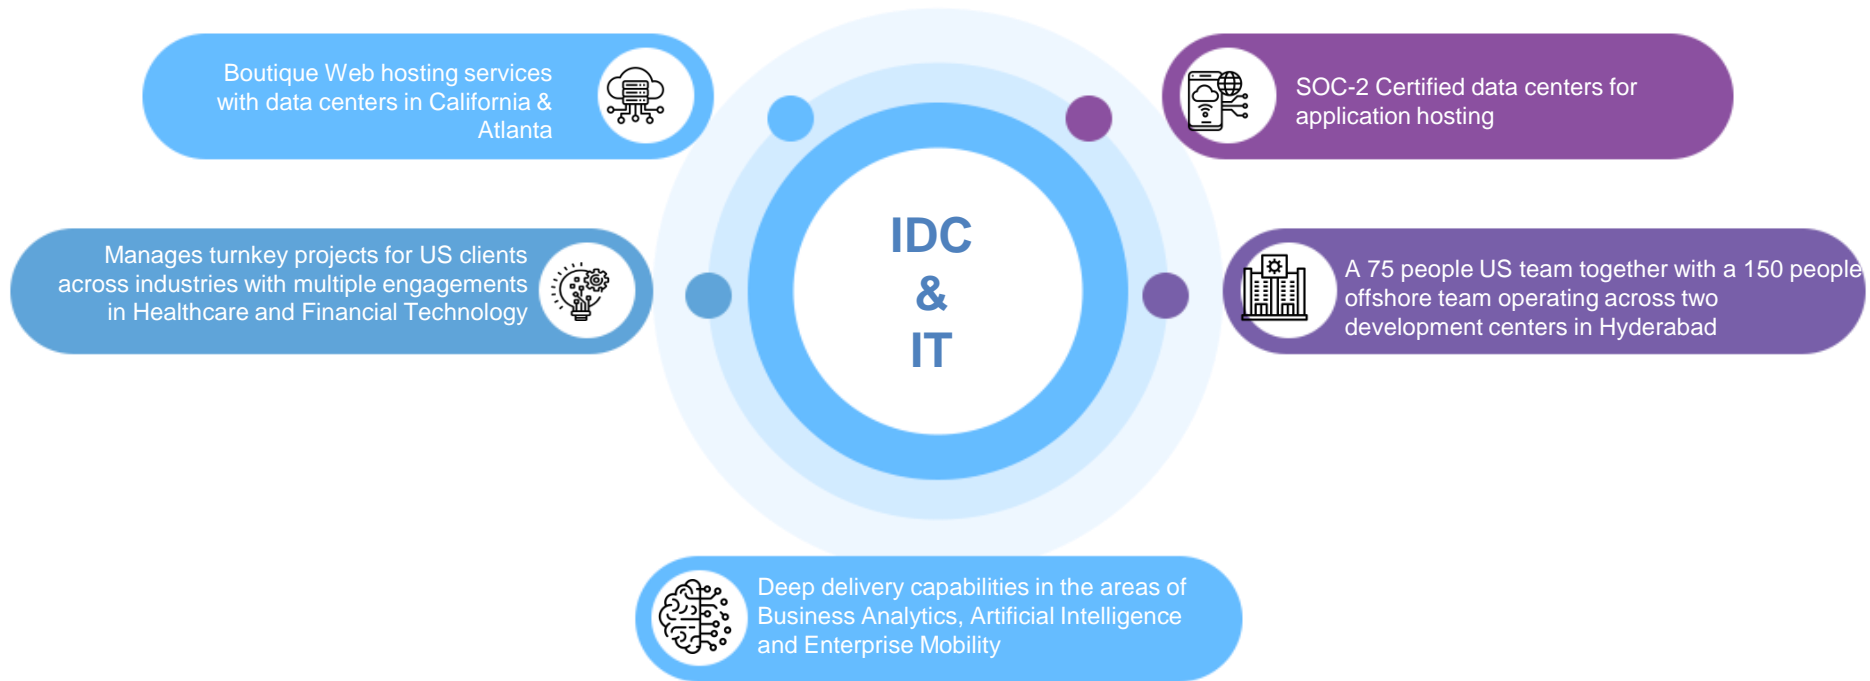 Boutique Web hosting services
with data centers in California &
Atlanta
SOC-2 Certified data centers for
application hosting
Manages turnkey projects for US clients
across industries with multiple engagements
in Healthcare and Financial Technology
IDC
&
IT
A 75 people US team together with a 150 people
offshore team operating across two
development centers in Hyderabad
Deep delivery capabilities in the areas of
Business Analytics, Artificial Intelligence
and Enterprise Mobility